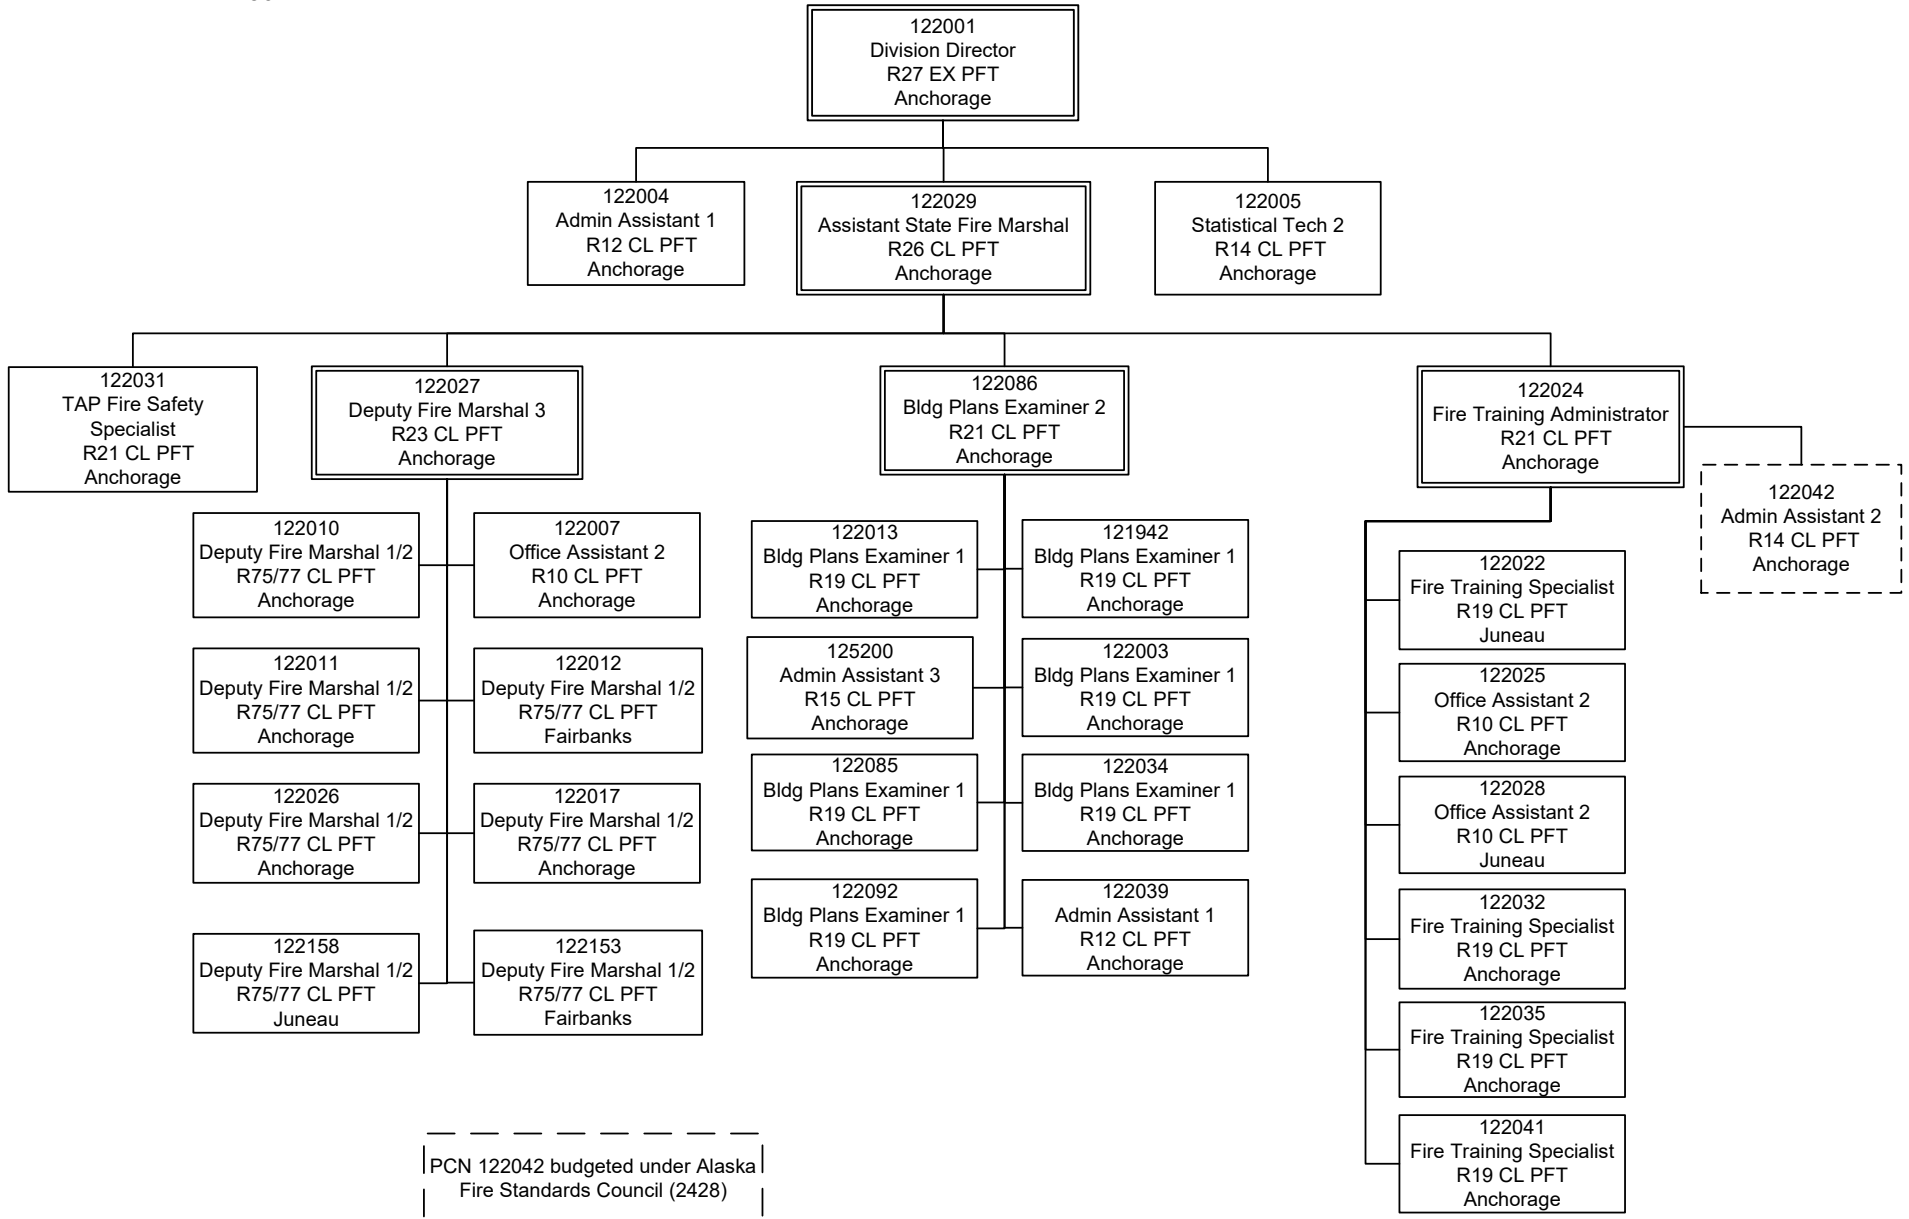 122001
Division Director
R27 EX PFT
Anchorage
122004
Admin Assistant 1
R12 CL PFT
Anchorage
122029
Assistant State Fire Marshal
R26 CL PFT
Anchorage
122005
Statistical Tech 2
R14 CL PFT
Anchorage
122031
TAP Fire Safety
Specialist
R21 CL PFT
Anchorage
122027
Deputy Fire Marshal 3
R23 CL PFT
Anchorage
122086
Bldg Plans Examiner 2
R21 CL PFT
Anchorage
122024
Fire Training Administrator
R21 CL PFT
Anchorage
122042
Admin Assistant 2
R14 CL PFT
Anchorage
122010
Deputy Fire Marshal 1/2
R75/77 CL PFT
Anchorage
122007
Office Assistant 2
R10 CL PFT
Anchorage
122011
Deputy Fire Marshal 1/2
R75/77 CL PFT
Anchorage
122012
Deputy Fire Marshal 1/2
R75/77 CL PFT
Fairbanks
122026
Deputy Fire Marshal 1/2
R75/77 CL PFT
Anchorage
122017
Deputy Fire Marshal 1/2
R75/77 CL PFT
Anchorage
122158
Deputy Fire Marshal 1/2
R75/77 CL PFT
Juneau
122153
Deputy Fire Marshal 1/2
R75/77 CL PFT
Fairbanks
122013
Bldg Plans Examiner 1
R19 CL PFT
Anchorage
121942
Bldg Plans Examiner 1
R19 CL PFT
Anchorage
125200
Admin Assistant 3
R15 CL PFT
Anchorage
122003
Bldg Plans Examiner 1
R19 CL PFT
Anchorage
122085
Bldg Plans Examiner 1
R19 CL PFT
Anchorage
122034
Bldg Plans Examiner 1
R19 CL PFT
Anchorage
122092
Bldg Plans Examiner 1
R19 CL PFT
Anchorage
122039
Admin Assistant 1
R12 CL PFT
Anchorage
122022
Fire Training Specialist
R19 CL PFT
Juneau
122025
Office Assistant 2
R10 CL PFT
Anchorage
122028
Office Assistant 2
R10 CL PFT
Juneau
122032
Fire Training Specialist
R19 CL PFT
Anchorage
122035
Fire Training Specialist
R19 CL PFT
Anchorage
122041
Fire Training Specialist
R19 CL PFT
Anchorage
PCN 122042 budgeted under Alaska
Fire Standards Council (2428)